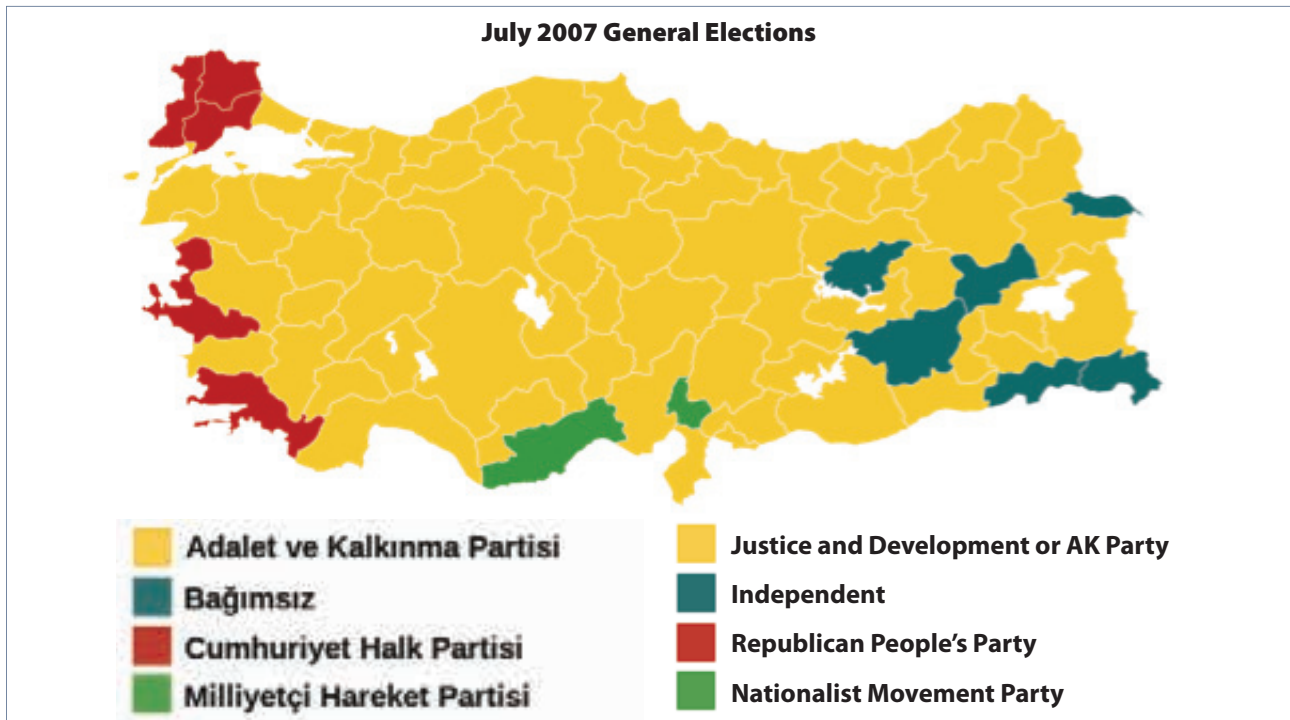 July 2007 General Elections
Adalet ve Kalkınma Partisi
Bağımsız
Cumhuriyet Halk Partisi
Milliyetçi Hareket Partisi
Justice and Development or AK Party
Independent
Republican People’s Party
Nationalist Movement Party